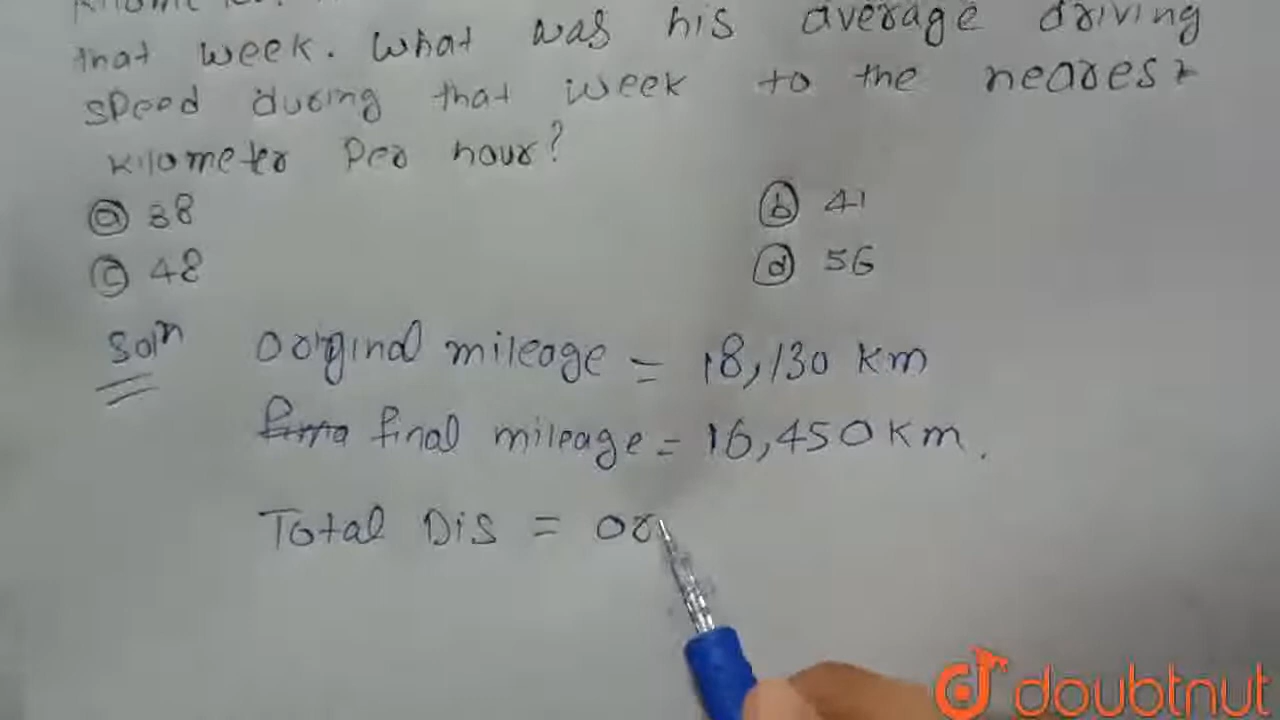 that week. What was his average driving
speed during that week to the nearest
kilometer Per hour?
(a) 38
(b) 41
(c) 48
(d) 56
Soln Original mileage = 18,130 Km
final mileage = 16,450 Km.
Total Dis = or
doubtnut